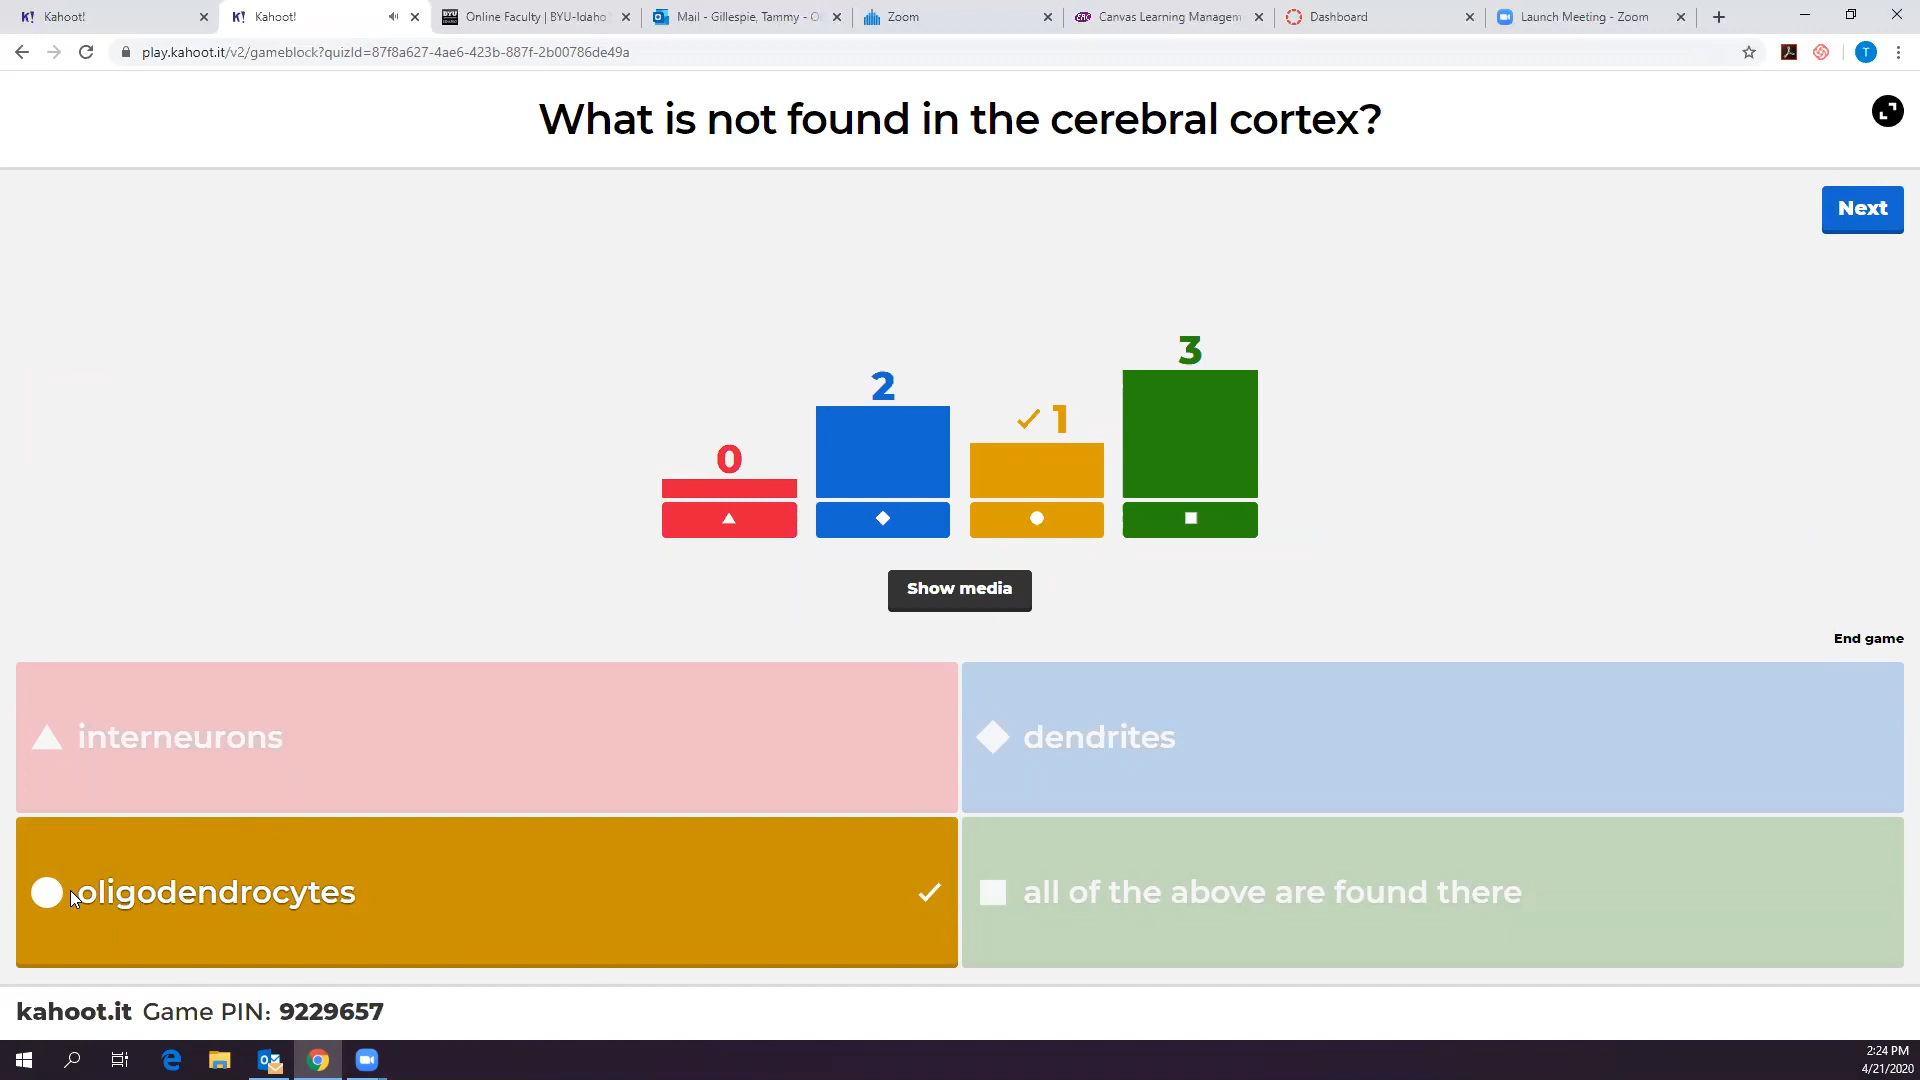 Kahoot!
Kahoot!
Online Faculty | BYU-Idaho
Mail - Gillespie, Tammy - O
Zoom
Canvas Learning Managem
Dashboard
Launch Meeting - Zoom
play.kahoot.it/v2/gameblock?quizId=87f8a627-4ae6-423b-887f-2b00786de49a
T
What is not found in the cerebral cortex?
Next
0
2
1
3
Show media
End game
interneurons
dendrites
oligodendrocytes
all of the above are found there
kahoot.it Game PIN: 9229657
2:24 PM
4/21/2020